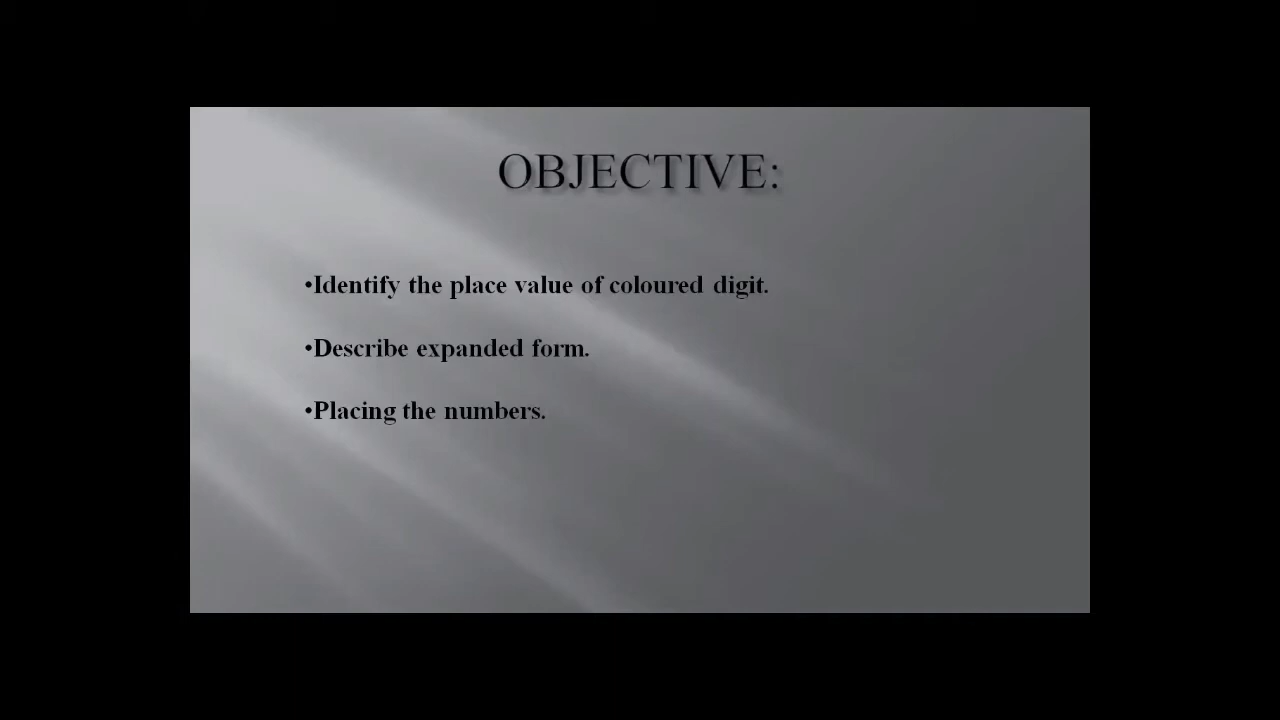 OBJECTIVE:
•Identify the place value of coloured digit.
•Describe expanded form.
•Placing the numbers.